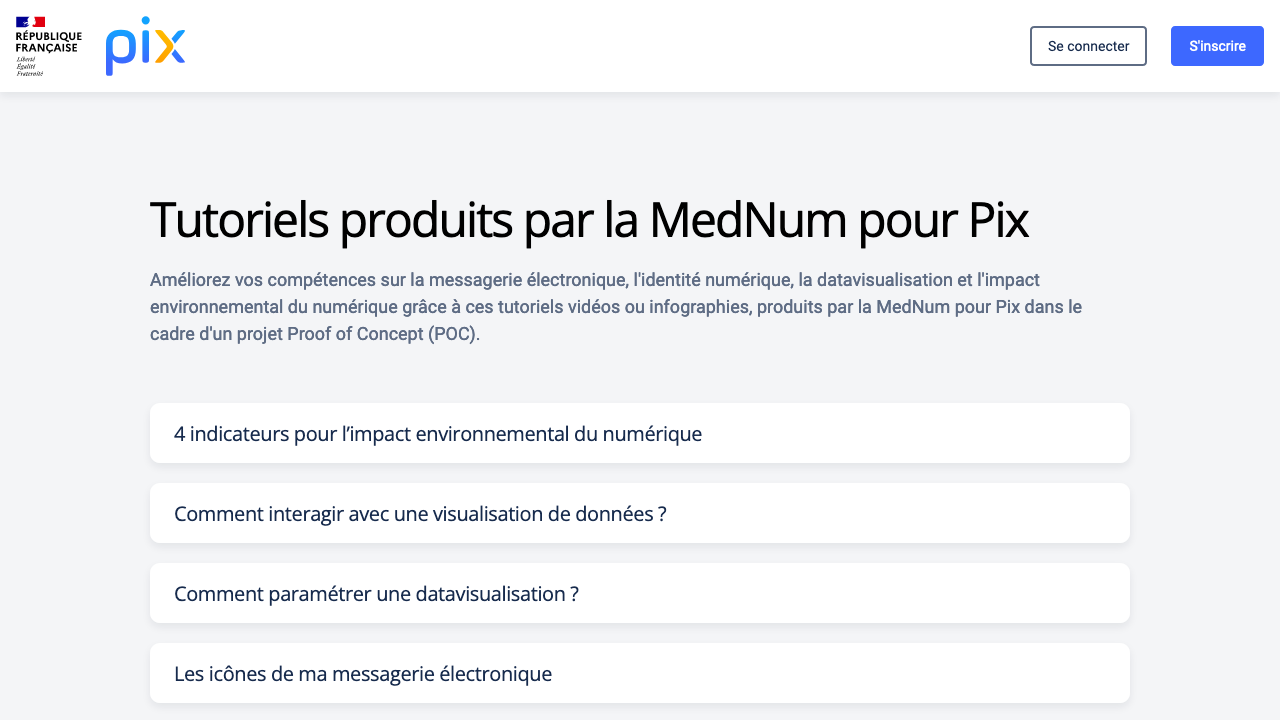 RÉPUBLIQUE
FRANÇAISE
Liberté
Égalité
Fraternité
pix
Se connecter
S'inscrire
Tutoriels produits par la MedNum pour Pix
Améliorez vos compétences sur la messagerie électronique, l'identité numérique, la datavisualisation et l'impact
environnemental du numérique grâce à ces tutoriels vidéos ou infographies, produits par la MedNum pour Pix dans le
cadre d'un projet Proof of Concept (POC).
4 indicateurs pour l’impact environnemental du numérique
Comment interagir avec une visualisation de données ?
Comment paramétrer une datavisualisation ?
Les icônes de ma messagerie électronique